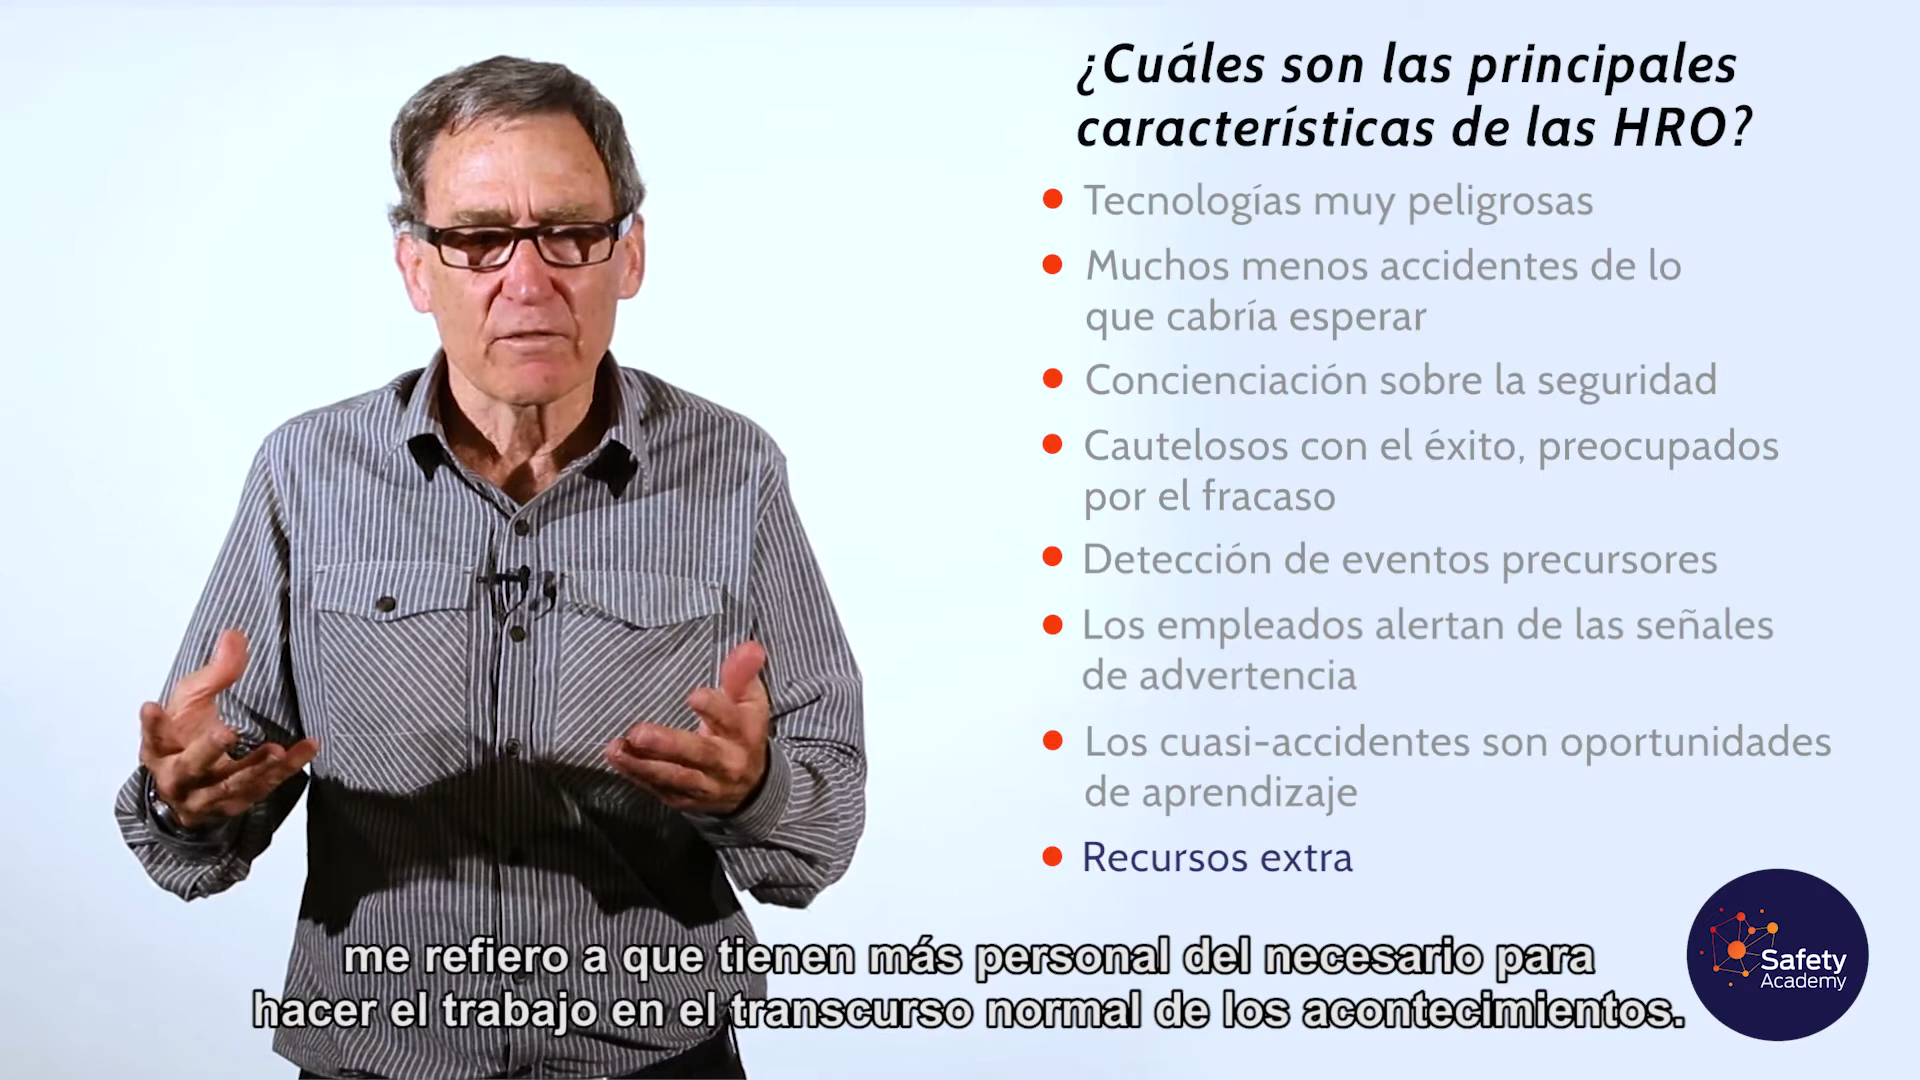 ¿Cuáles son las principales
características de las HRO?
Tecnologías muy peligrosas
Muchos menos accidentes de lo
que cabría esperar
Concienciación sobre la seguridad
Cautelosos con el éxito, preocupados
por el fracaso
Detección de eventos precursores
Los empleados alertan de las señales
de advertencia
Los cuasi-accidentes son oportunidades
de aprendizaje
Recursos extra
me refiero a que tienen más personal del necesario para
hacer el trabajo en el transcurso normal de los acontecimientos.
Safety
Academy